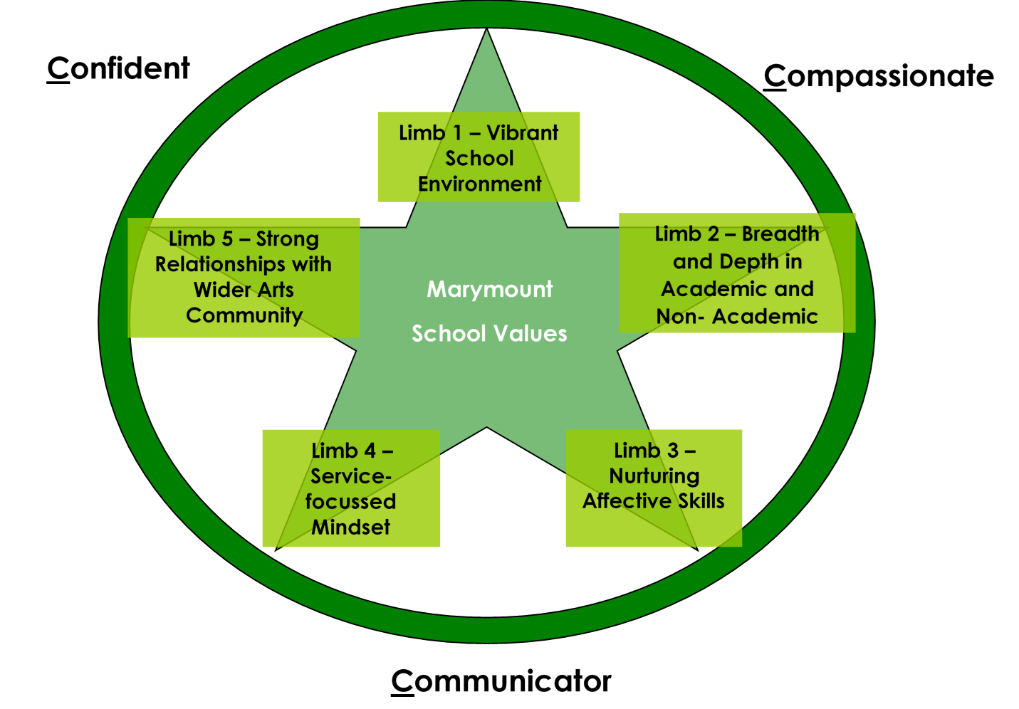 Confident
Compassionate
Limb 1 – Vibrant
School
Environment
Limb 5 – Strong
Relationships with
Wider Arts
Community
Limb 2 – Breadth
and Depth in
Academic and
Non- Academic
Marymount
School Values
Limb 4 –
Service-
focussed
Mindset
Limb 3 –
Nurturing
Affective Skills
Communicator